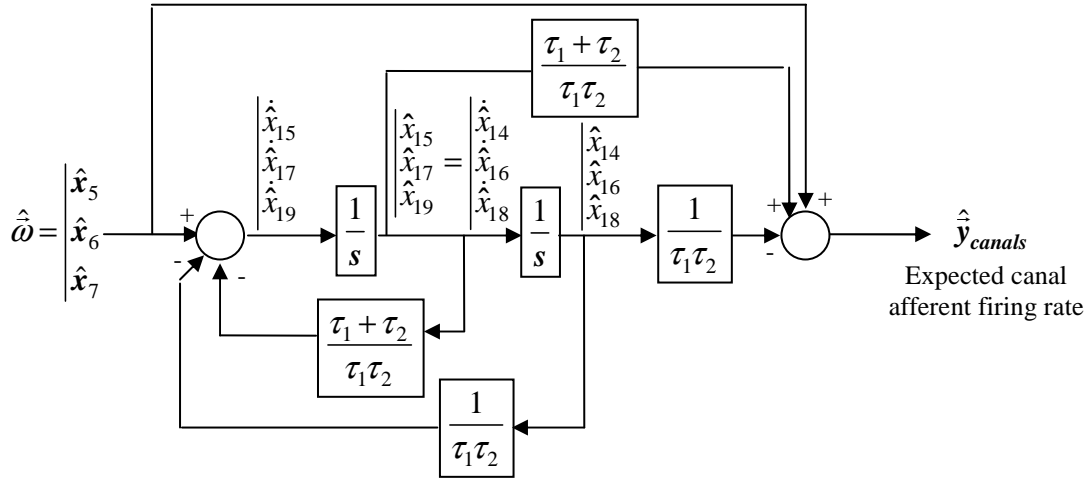 τ₁ + τ₂
τ₁τ₂
ẋ̂₁₅
ẋ̂₁₇
ẋ̂₁₉
x̂₁₅
x̂₁₇ =
x̂₁₉
ẋ̂₁₄
ẋ̂₁₆
ẋ̂₁₈
x̂₁₄
x̂₁₆
x̂₁₈
ω̂⃗ =
x̂₅
x̂₆
x̂₇
+
-
-
1
s
1
s
1
τ₁τ₂
+
+
-
ŷ⃗canals
Expected canal
afferent firing rate
τ₁ + τ₂
τ₁τ₂
1
τ₁τ₂